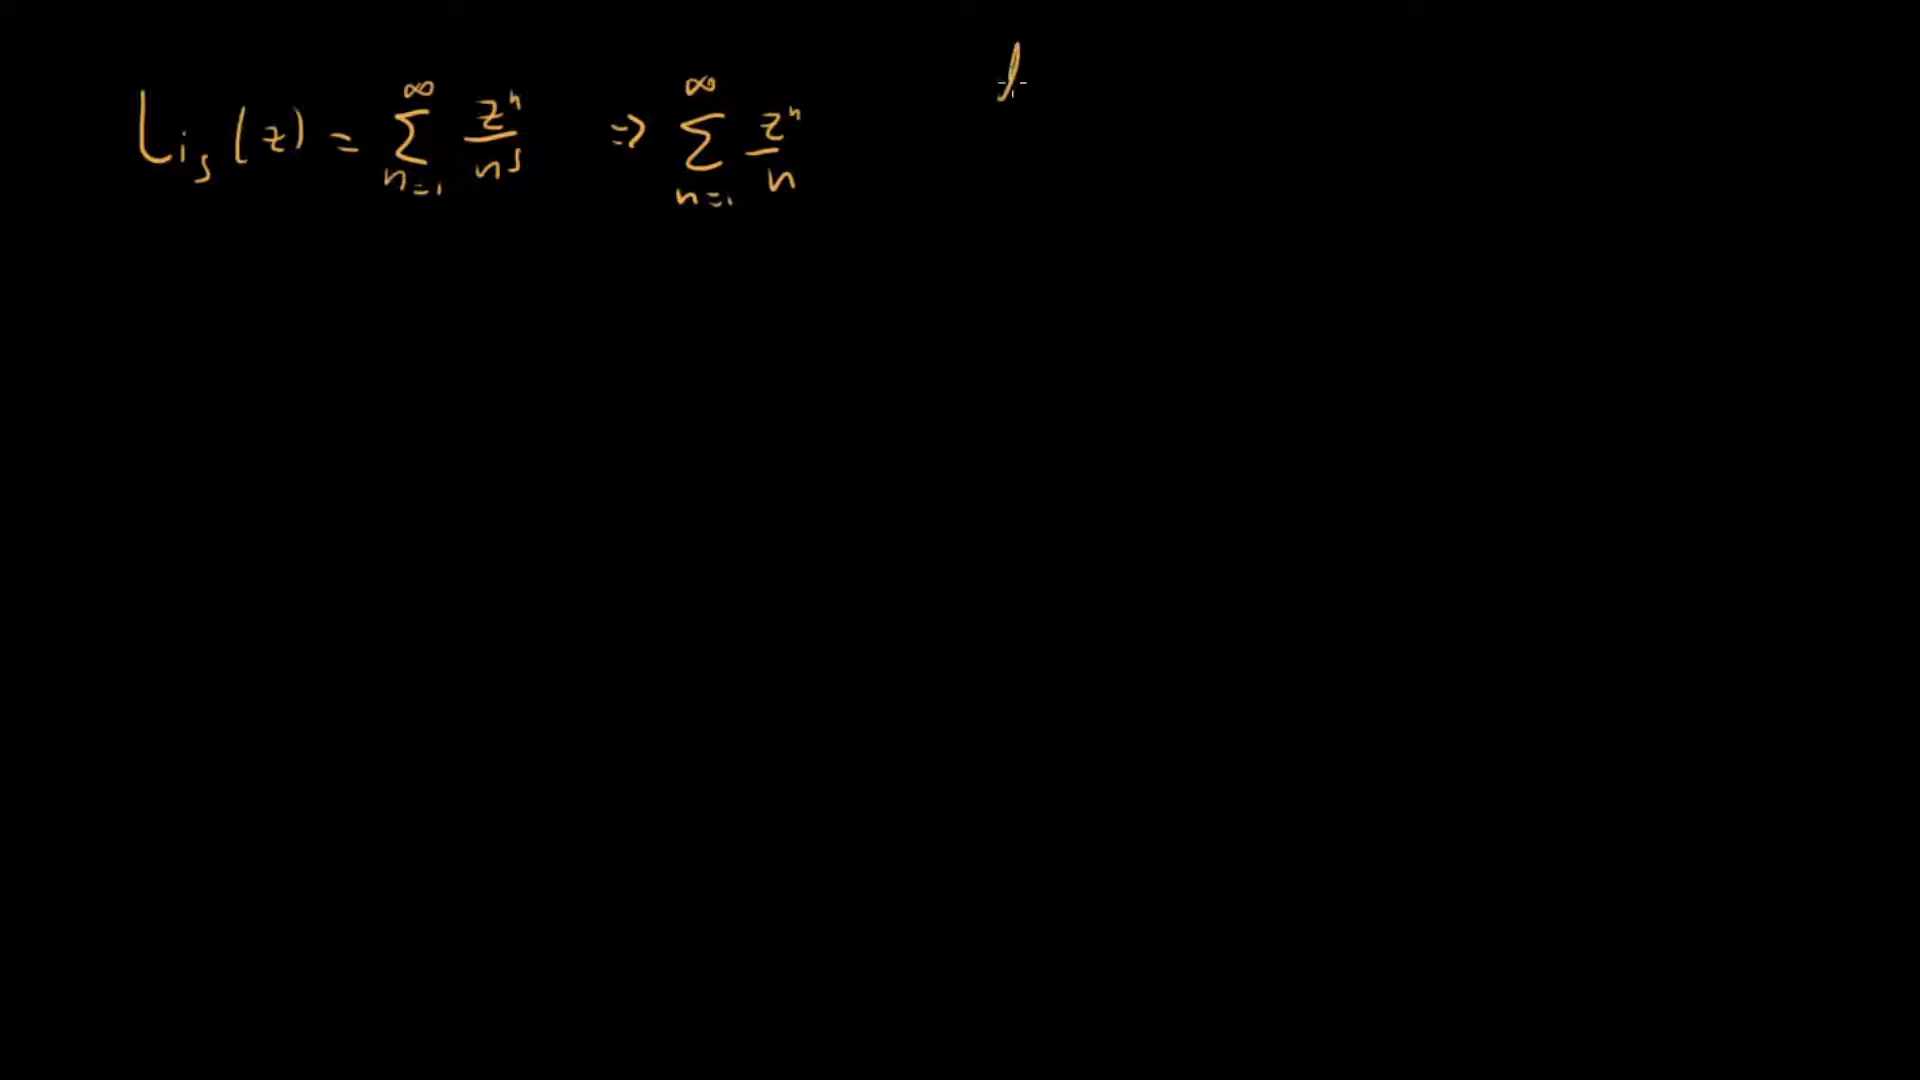 Li_s(z) = ∑_{n=1}^{∞} z^n/n^s => ∑_{n=1}^{∞} z^n/n